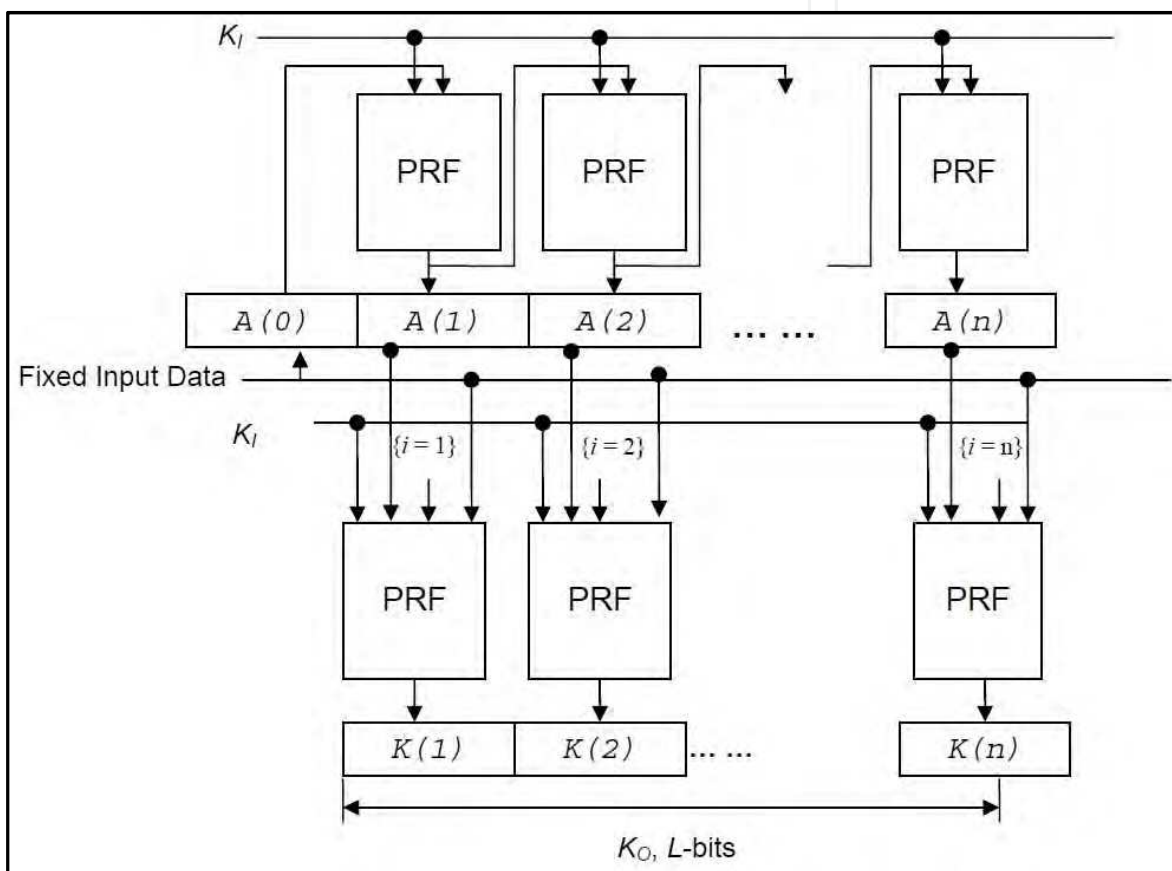 K_I
PRF PRF PRF
A(0) A(1) A(2) ... ... A(n)
Fixed Input Data
K_I
{i = 1} {i = 2} {i = n}
PRF PRF PRF
K(1) K(2) ... ... K(n)
K_O, L-bits